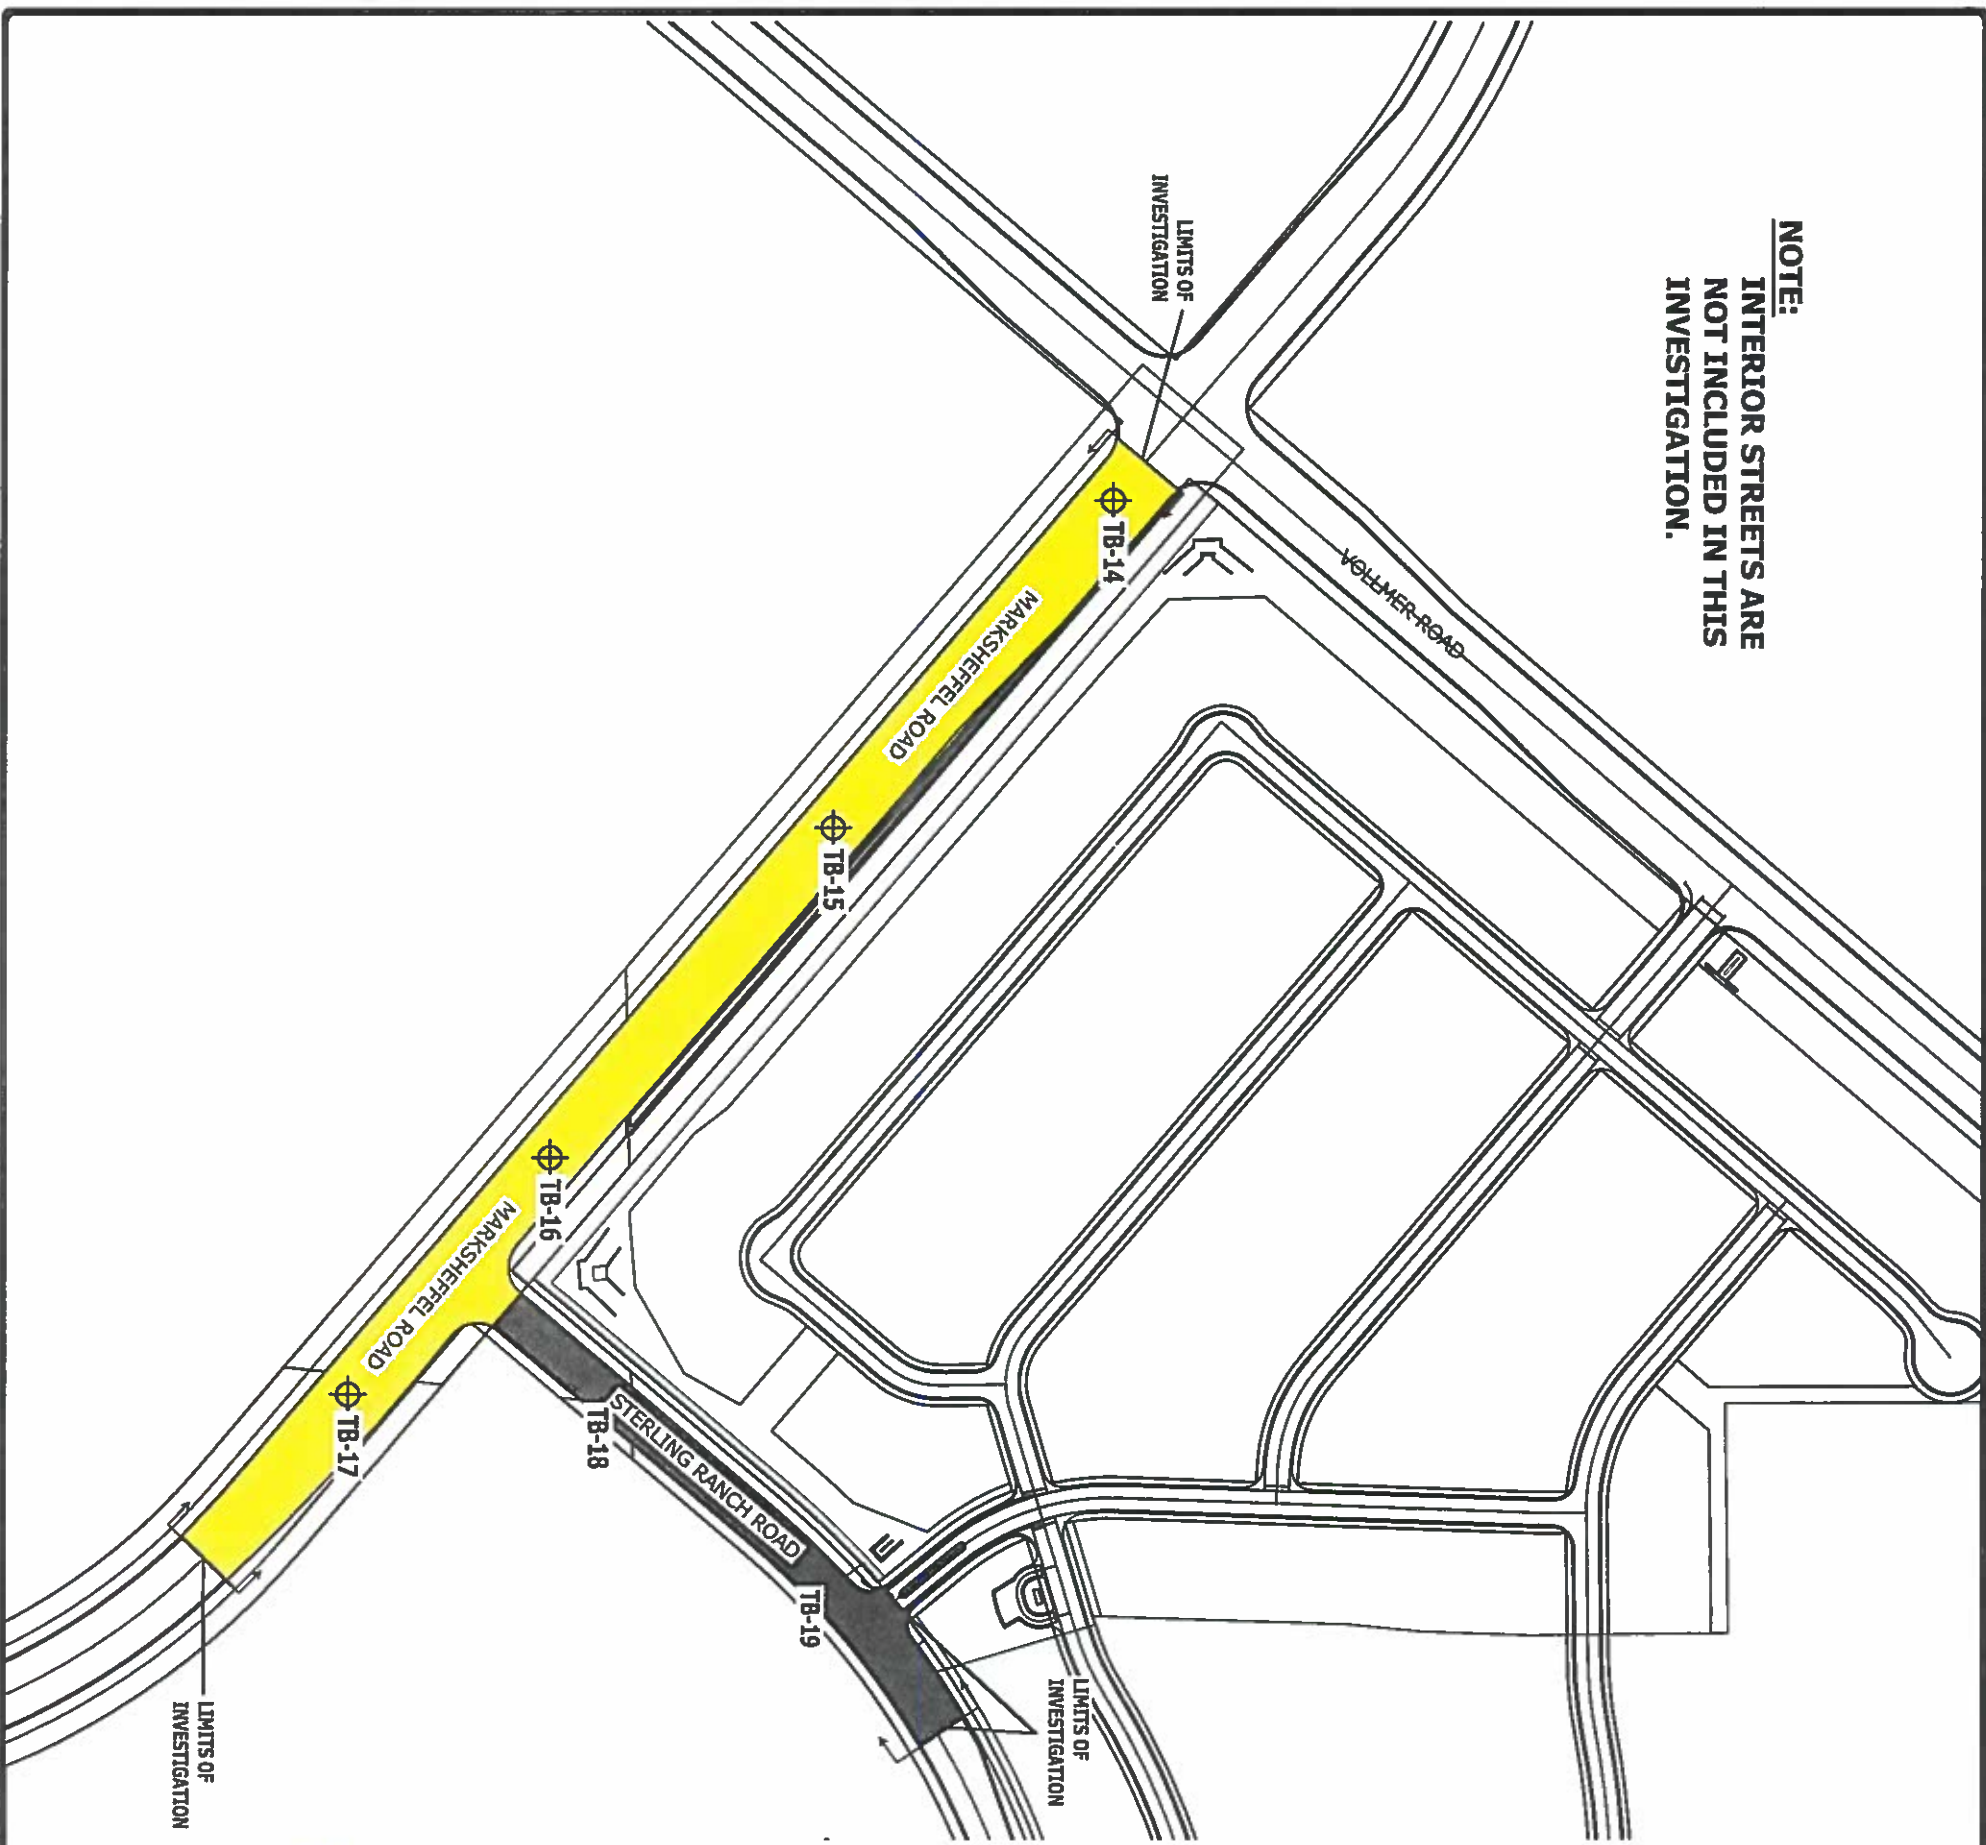 NOTE:
INTERIOR STREETS ARE
NOT INCLUDED IN THIS
INVESTIGATION.
VOLLMER ROAD
LIMITS OF
INVESTIGATION
TB-14
MARKSHEFFEL ROAD
TB-15
TB-16
MARKSHEFFEL ROAD
TB-17
TB-18
STERLING RANCH ROAD
TB-19
LIMITS OF
INVESTIGATION
LIMITS OF
INVESTIGATION